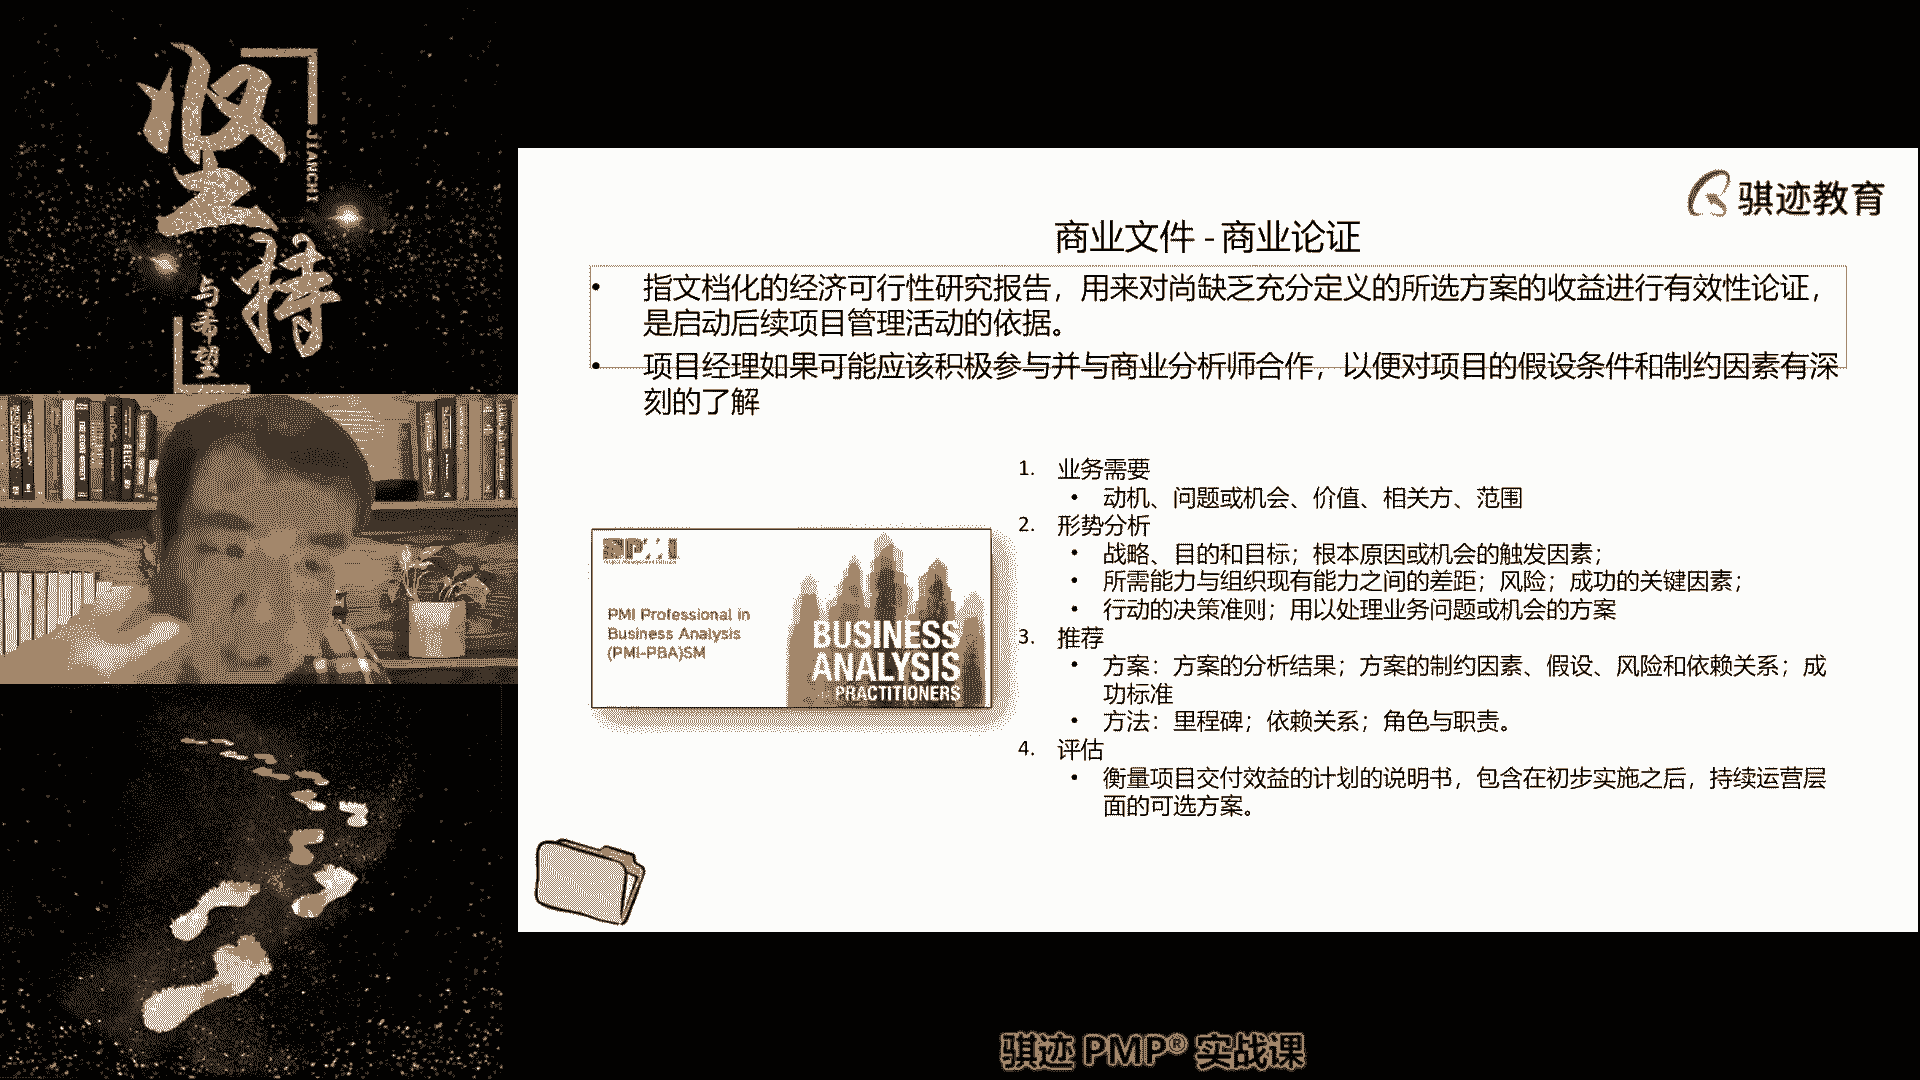 坚持
JIANCHI
与希望
骐迹教育
商业文件 - 商业论证
• 指文档化的经济可行性研究报告，用来对尚缺乏充分定义的所选方案的收益进行有效性论证，
是启动后续项目管理活动的依据。
• 项目经理如果可能应该积极参与并与商业分析师合作，以便对项目的假设条件和制约因素有深
刻的了解
PMI
PMI Professional in
Business Analysis
(PMI-PBA)SM
BUSINESS
ANALYSIS
PRACTITIONERS
1. 业务需要
• 动机、问题或机会、价值、相关方、范围
2. 形势分析
• 战略、目的和目标；根本原因或机会的触发因素；
• 所需能力与组织现有能力之间的差距；风险；成功的关键因素；
• 行动的决策准则；用以处理业务问题或机会的方案
3. 推荐
• 方案：方案的分析结果；方案的制约因素、假设、风险和依赖关系；成
功标准
• 方法：里程碑；依赖关系；角色与职责。
4. 评估
• 衡量项目交付效益的计划的说明书，包含在初步实施之后，持续运营层
面的可选方案。
骐迹 PMP® 实战课